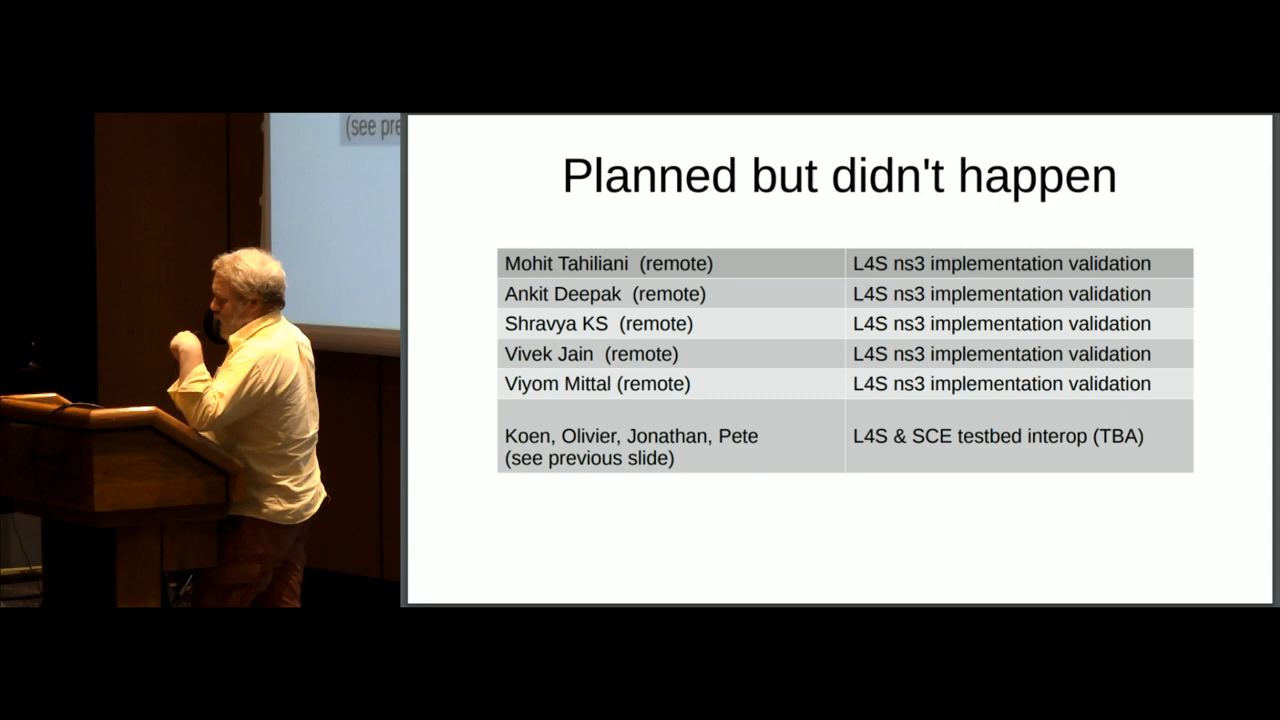 (see pre
Planned but didn't happen
Mohit Tahiliani  (remote) L4S ns3 implementation validation
Ankit Deepak  (remote) L4S ns3 implementation validation
Shravya KS  (remote) L4S ns3 implementation validation
Vivek Jain  (remote) L4S ns3 implementation validation
Viyom Mittal (remote) L4S ns3 implementation validation
Koen, Olivier, Jonathan, Pete L4S & SCE testbed interop (TBA)
(see previous slide)